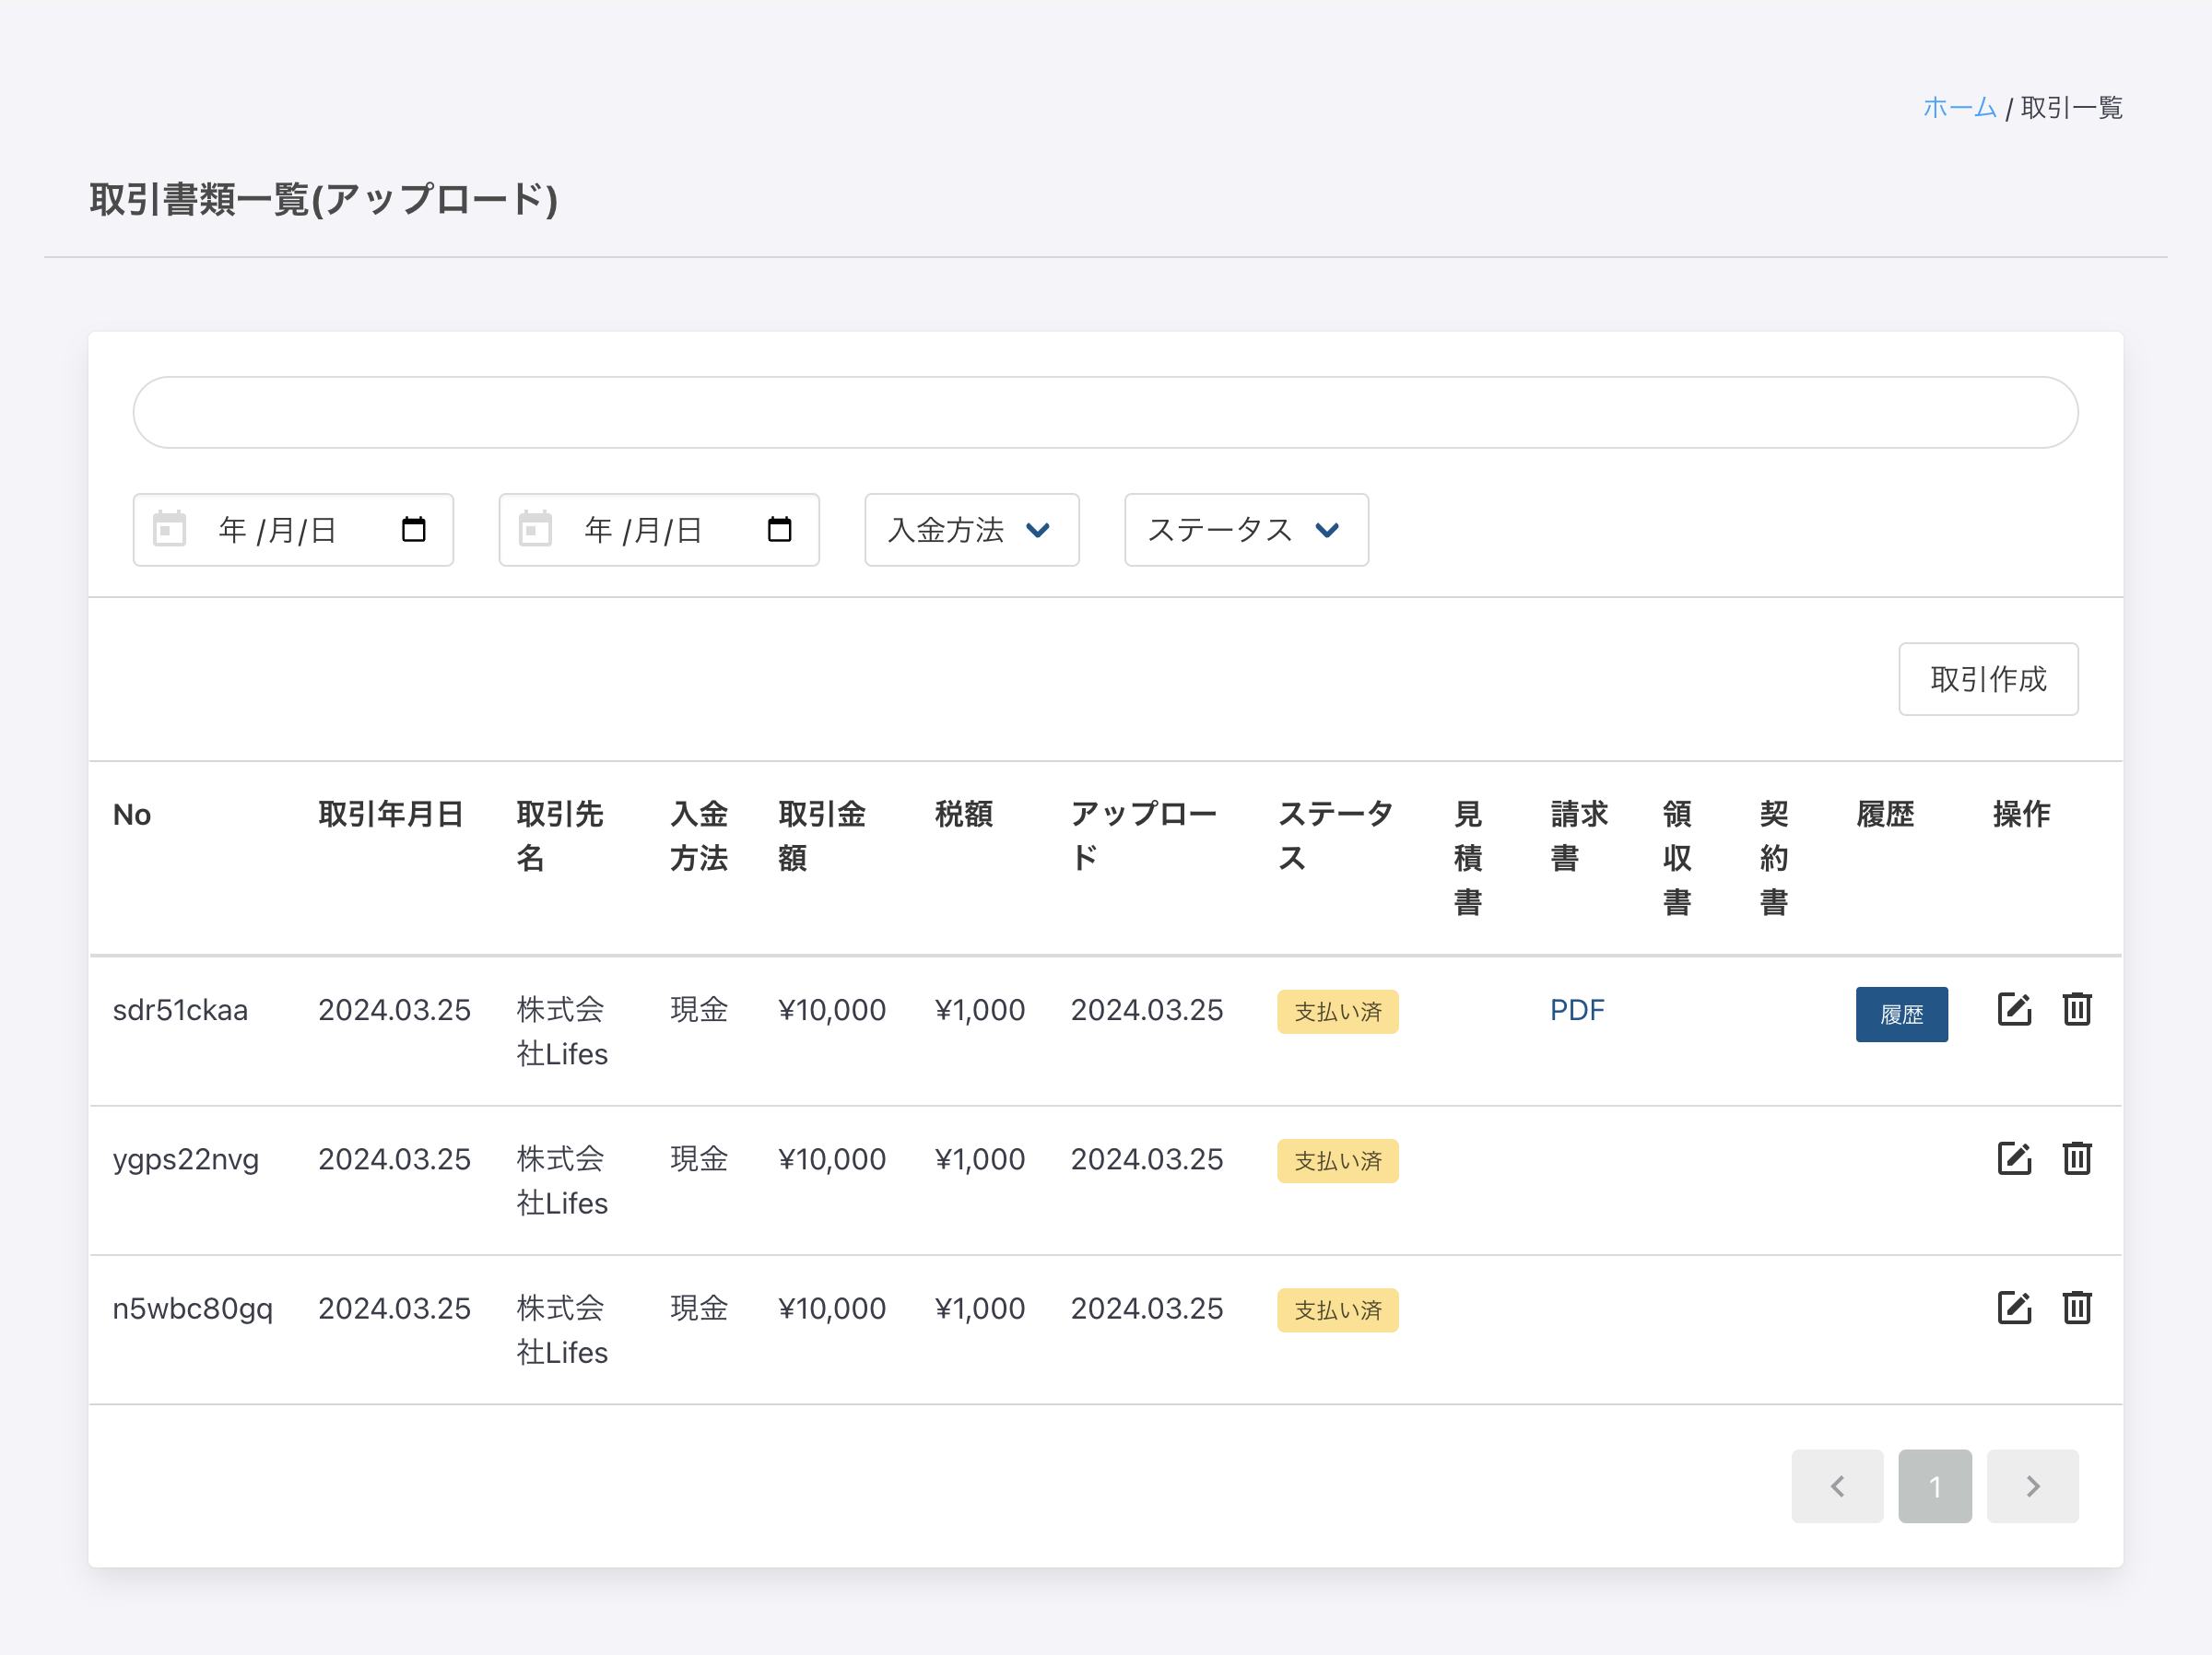 ホーム / 取引一覧
取引書類一覧(アップロード)
年 /月/日 年 /月/日 入金方法 ステータス
取引作成
No 取引年月日 取引先名 入金方法 取引金額 税額 アップロード ステータス 見積書 請求書 領収書 契約書 履歴 操作
sdr51ckaa 2024.03.25 株式会社Lifes 現金 ¥10,000 ¥1,000 2024.03.25 支払い済 PDF 履歴
ygps22nvg 2024.03.25 株式会社Lifes 現金 ¥10,000 ¥1,000 2024.03.25 支払い済
n5wbc80gq 2024.03.25 株式会社Lifes 現金 ¥10,000 ¥1,000 2024.03.25 支払い済
1